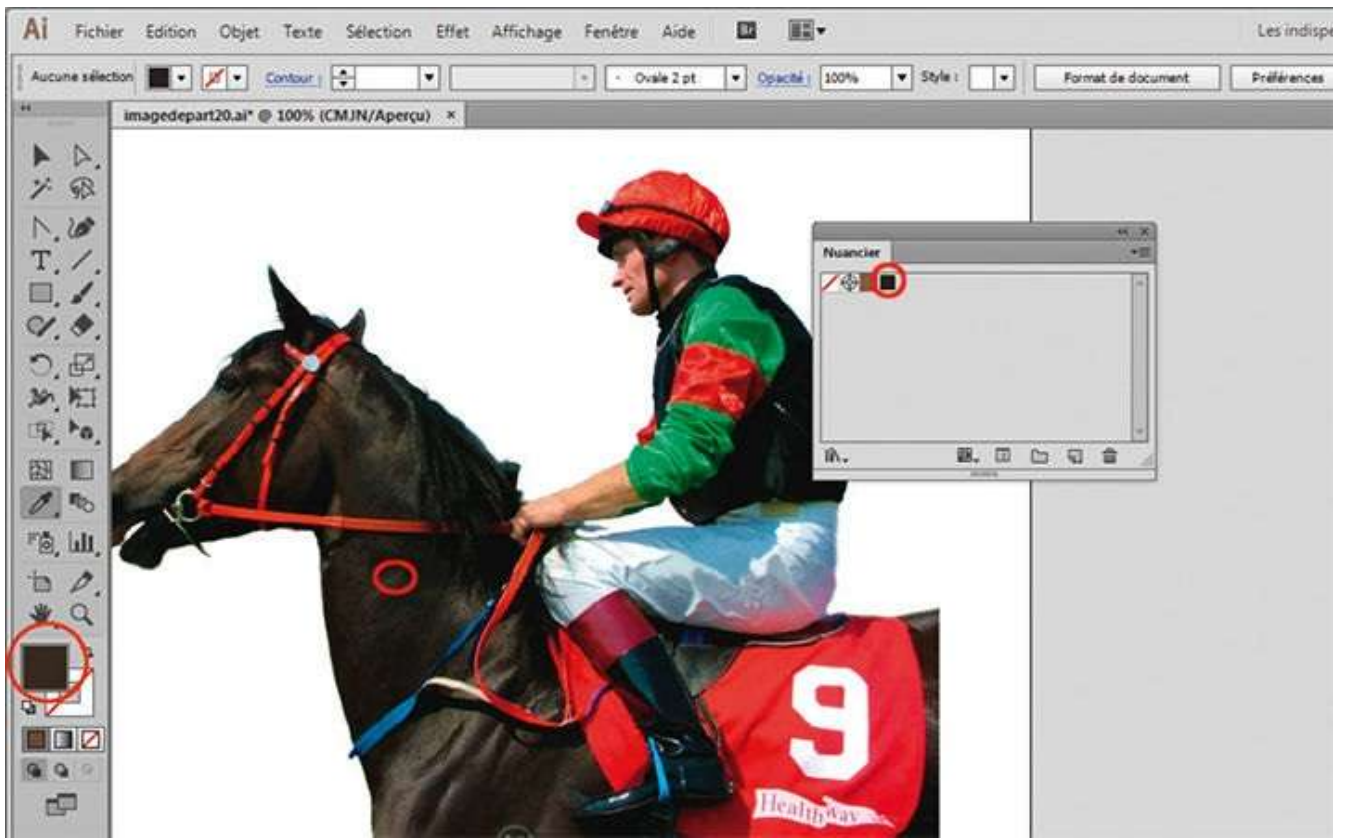 Ai Fichier Edition Objet Texte Sélection Effet Affichage Fenêtre Aide Br Les indispe
Aucune sélection Contour : Ovale 2 pt Opacité : 100% Style : Format de document Préférences
imagedepart20.ai* @ 100% (CMJN/Aperçu) ×
Nuancier
9
Healthway